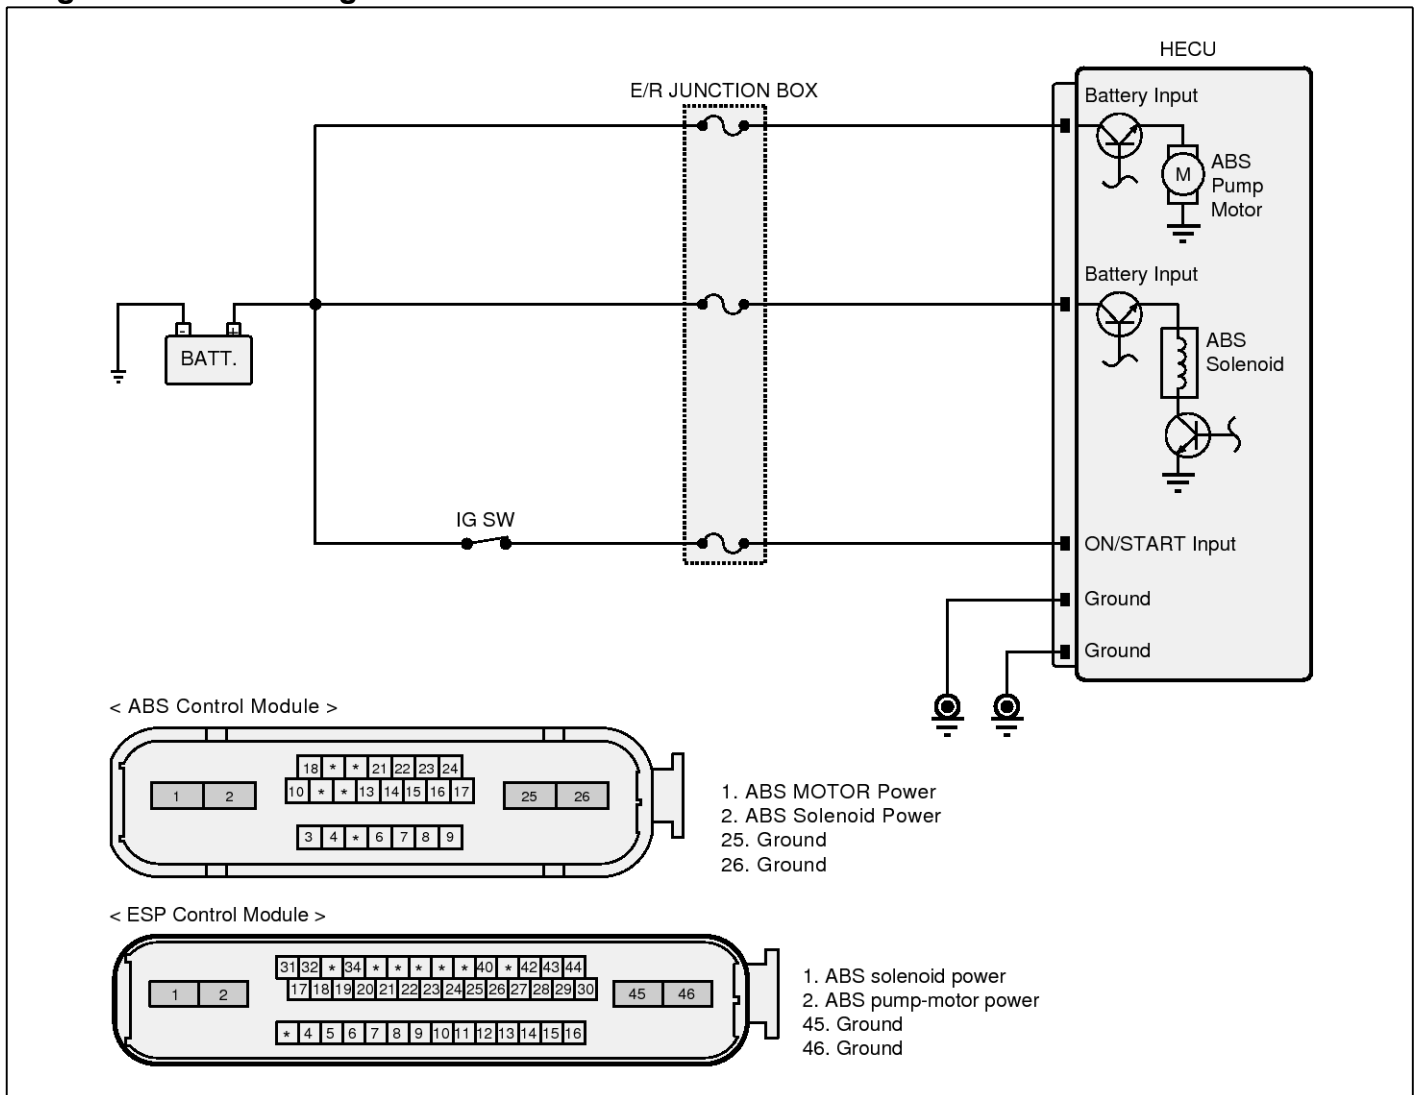 HECU
E/R JUNCTION BOX
Battery Input
M
ABS
Pump
Motor
Battery Input
ABS
Solenoid
- +
BATT.
IG SW
ON/START Input
Ground
Ground
< ABS Control Module >
18 * * 21 22 23 24
10 * * 13 14 15 16 17
1 2
25 26
3 4 * 6 7 8 9
1. ABS MOTOR Power
2. ABS Solenoid Power
25. Ground
26. Ground
< ESP Control Module >
31 32 * 34 * * * * * 40 * 42 43 44
17 18 19 20 21 22 23 24 25 26 27 28 29 30
1 2
45 46
* 4 5 6 7 8 9 10 11 12 13 14 15 16
1. ABS solenoid power
2. ABS pump-motor power
45. Ground
46. Ground